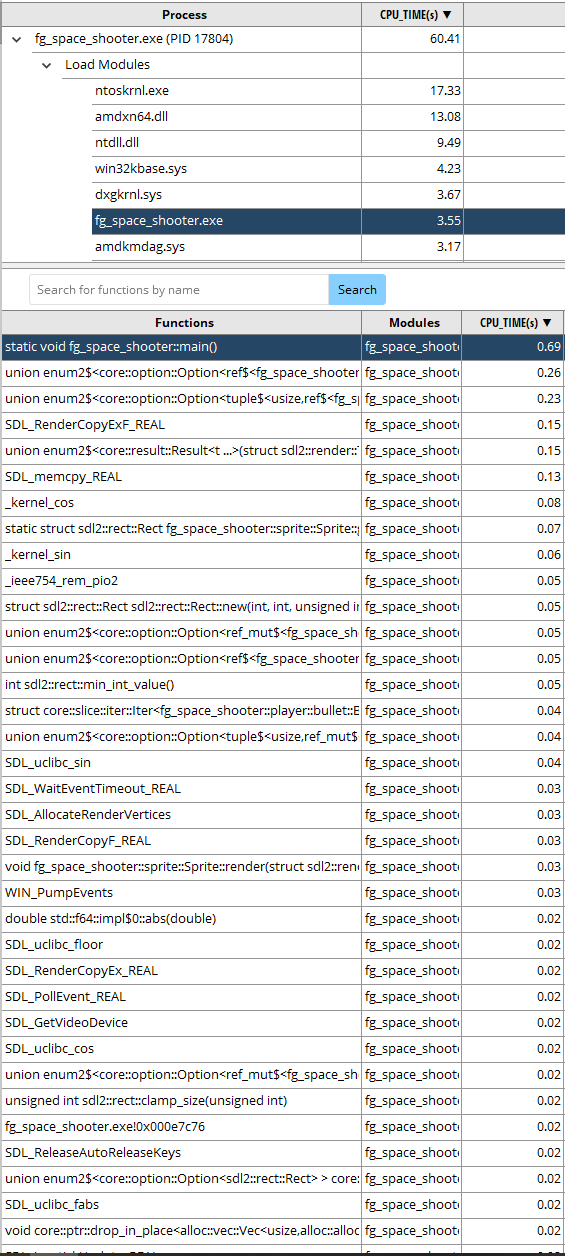 Process CPU_TIME(s) ▼
fg_space_shooter.exe (PID 17804) 60.41
Load Modules
ntoskrnl.exe 17.33
amdxn64.dll 13.08
ntdll.dll 9.49
win32kbase.sys 4.23
dxgkrnl.sys 3.67
fg_space_shooter.exe 3.55
amdkmdag.sys 3.17
Search for functions by name Search
Functions Modules CPU_TIME(s) ▼
static void fg_space_shooter::main() fg_space_shoot 0.69
union enum2$<core::option::Option<ref$<fg_space_shooter fg_space_shoot 0.26
union enum2$<core::option::Option<tuple$<usize,ref$<fg_s fg_space_shoot 0.23
SDL_RenderCopyExF_REAL fg_space_shoot 0.15
union enum2$<core::result::Result<t ...>(struct sdl2::render:: fg_space_shoot 0.15
SDL_memcpy_REAL fg_space_shoot 0.13
_kernel_cos fg_space_shoot 0.08
static struct sdl2::rect::Rect fg_space_shooter::sprite::Sprite:: fg_space_shoot 0.07
_kernel_sin fg_space_shoot 0.06
_ieee754_rem_pio2 fg_space_shoot 0.05
struct sdl2::rect::Rect sdl2::rect::Rect::new(int, int, unsigned i fg_space_shoot 0.05
union enum2$<core::option::Option<ref_mut$<fg_space_sh fg_space_shoot 0.05
union enum2$<core::option::Option<ref$<fg_space_shooter fg_space_shoot 0.05
int sdl2::rect::min_int_value() fg_space_shoot 0.05
struct core::slice::iter::Iter<fg_space_shooter::player::bullet::B fg_space_shoot 0.04
union enum2$<core::option::Option<tuple$<usize,ref_mut$ fg_space_shoot 0.04
SDL_uclibc_sin fg_space_shoot 0.04
SDL_WaitEventTimeout_REAL fg_space_shoot 0.03
SDL_AllocateRenderVertices fg_space_shoot 0.03
SDL_RenderCopyF_REAL fg_space_shoot 0.03
void fg_space_shooter::sprite::Sprite::render(struct sdl2::ren fg_space_shoot 0.03
WIN_PumpEvents fg_space_shoot 0.03
double std::f64::impl$0::abs(double) fg_space_shoot 0.02
SDL_uclibc_floor fg_space_shoot 0.02
SDL_RenderCopyEx_REAL fg_space_shoot 0.02
SDL_PollEvent_REAL fg_space_shoot 0.02
SDL_GetVideoDevice fg_space_shoot 0.02
SDL_uclibc_cos fg_space_shoot 0.02
union enum2$<core::option::Option<ref_mut$<fg_space_sh fg_space_shoot 0.02
unsigned int sdl2::rect::clamp_size(unsigned int) fg_space_shoot 0.02
fg_space_shooter.exe!0x000e7c76 fg_space_shoot 0.02
SDL_ReleaseAutoReleaseKeys fg_space_shoot 0.02
union enum2$<core::option::Option<sdl2::rect::Rect> > core: fg_space_shoot 0.02
SDL_uclibc_fabs fg_space_shoot 0.02
void core::ptr::drop_in_place<alloc::vec::Vec<usize,alloc::alloc fg_space_shoot 0.02